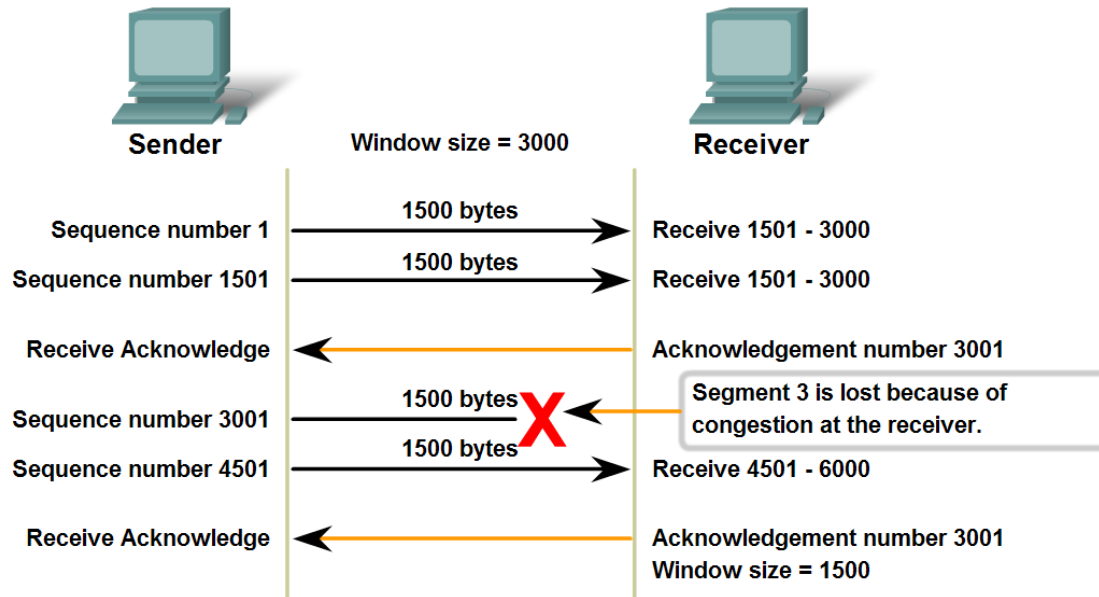 Sender
Window size = 3000
Receiver
Sequence number 1
1500 bytes
Receive 1501 - 3000
Sequence number 1501
1500 bytes
Receive 1501 - 3000
Receive Acknowledge
Acknowledgement number 3001
Sequence number 3001
1500 bytes
X
Segment 3 is lost because of
congestion at the receiver.
Sequence number 4501
1500 bytes
Receive 4501 - 6000
Receive Acknowledge
Acknowledgement number 3001
Window size = 1500